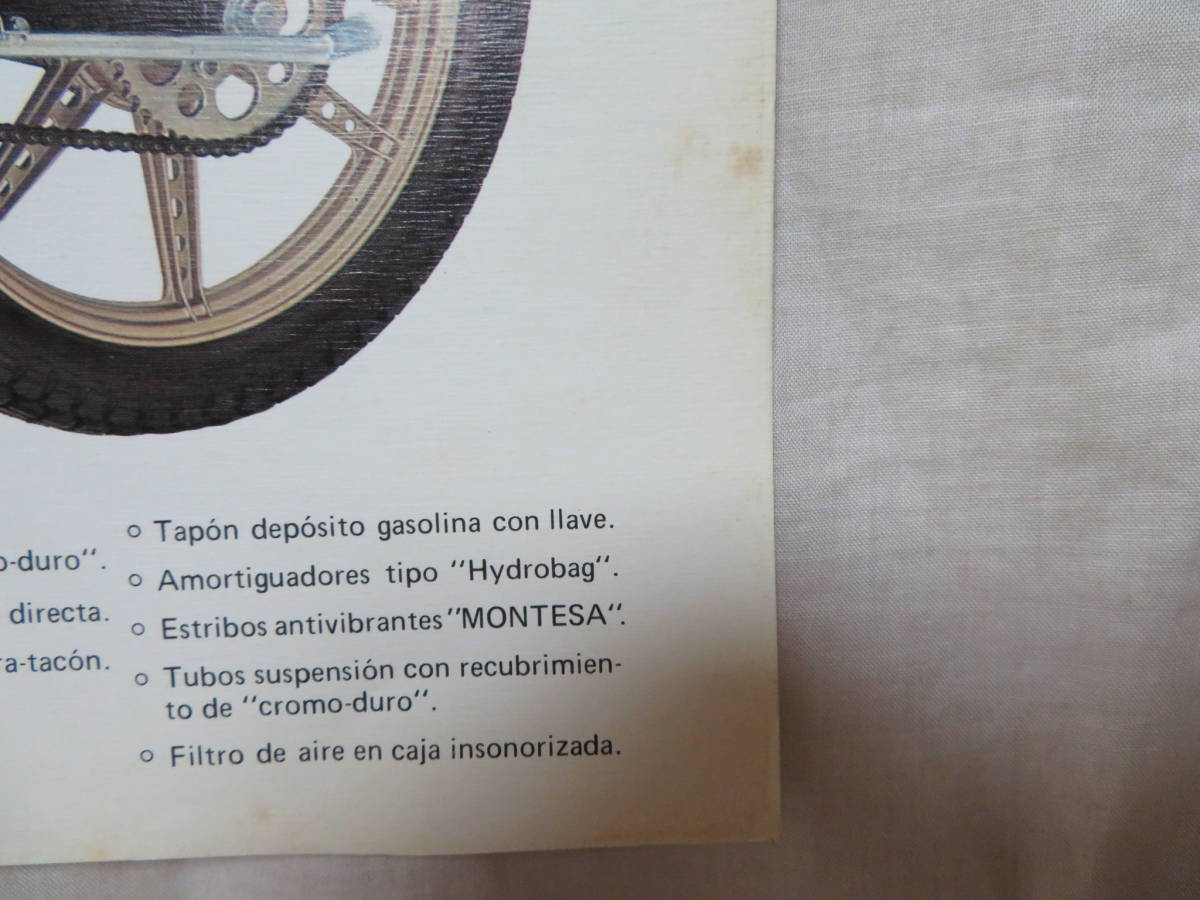 o-duro".
directa.
ra-tacón.
o Tapón depósito gasolina con llave.
o Amortiguadores tipo "Hydrobag".
o Estribos antivibrantes "MONTESA".
o Tubos suspensión con recubrimien-
to de "cromo-duro".
o Filtro de aire en caja insonorizada.